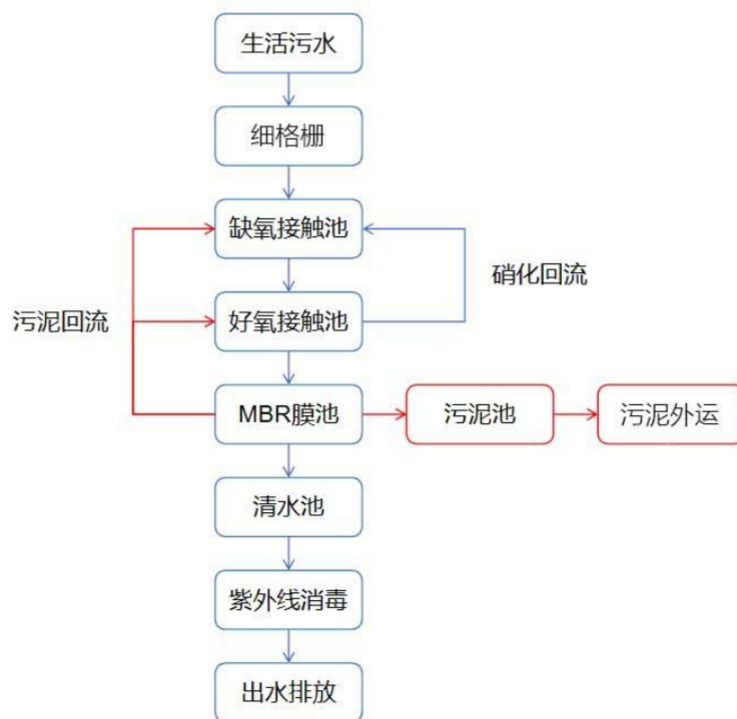 生活污水
细格栅
缺氧接触池
硝化回流
污泥回流
好氧接触池
MBR膜池
污泥池
污泥外运
清水池
紫外线消毒
出水排放